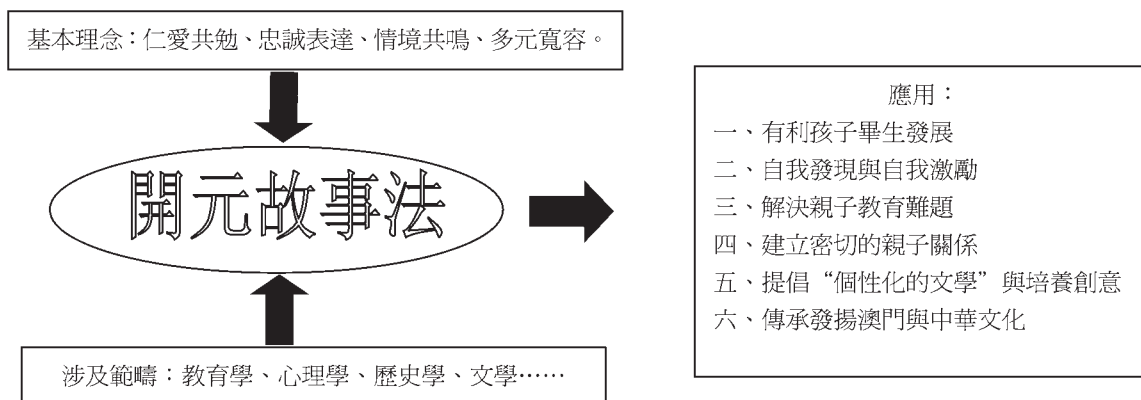 基本理念：仁愛共勉、忠誠表達、情境共鳴、多元寬容。
開元故事法
涉及範疇：教育學、心理學、歷史學、文學……
應用：
一、有利孩子畢生發展
二、自我發現與自我激勵
三、解決親子教育難題
四、建立密切的親子關係
五、提倡“個性化的文學”與培養創意
六、傳承發揚澳門與中華文化